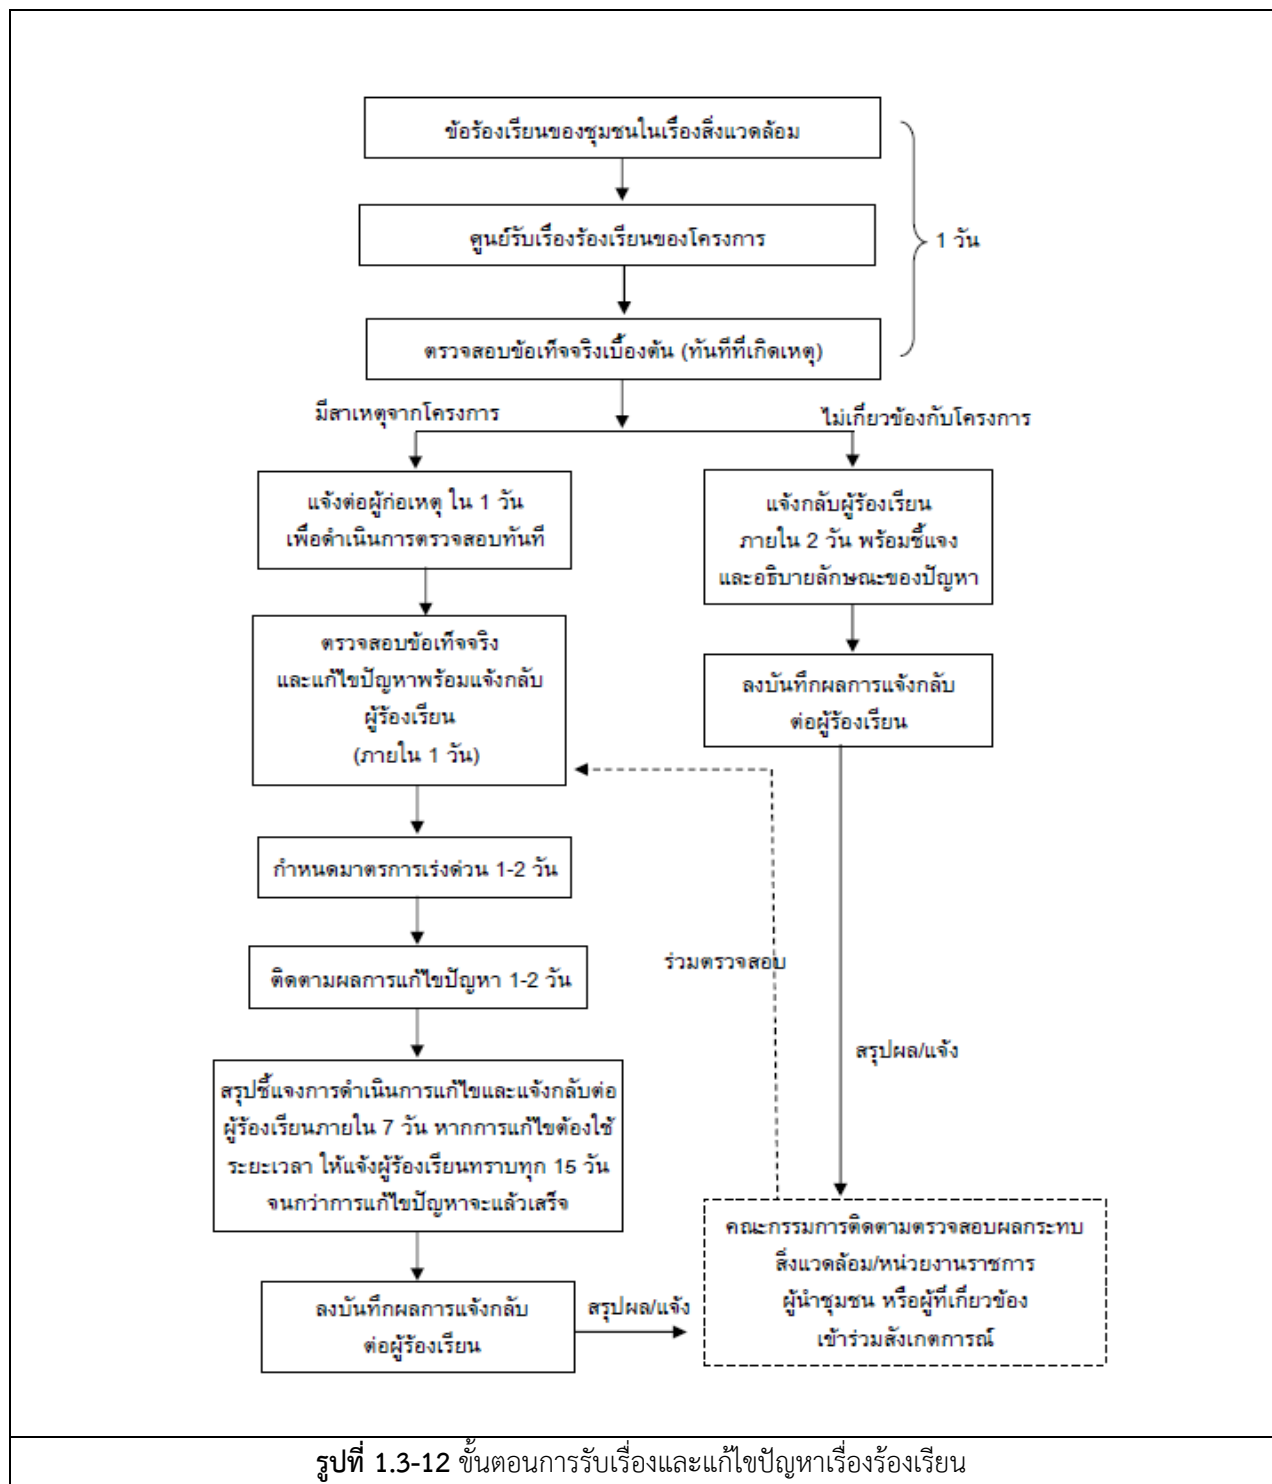 ข้อร้องเรียนของชุมชนในเรื่องสิ่งแวดล้อม
ศูนย์รับเรื่องร้องเรียนของโครงการ
1 วัน
ตรวจสอบข้อเท็จจริงเบื้องต้น (ทันทีที่เกิดเหตุ)
มีสาเหตุจากโครงการ
ไม่เกี่ยวข้องกับโครงการ
แจ้งต่อผู้ก่อเหตุ ใน 1 วัน
เพื่อดำเนินการตรวจสอบทันที
แจ้งกลับผู้ร้องเรียน
ภายใน 2 วัน พร้อมชี้แจง
และอธิบายลักษณะของปัญหา
ตรวจสอบข้อเท็จจริง
และแก้ไขปัญหาพร้อมแจ้งกลับ
ผู้ร้องเรียน
(ภายใน 1 วัน)
ลงบันทึกผลการแจ้งกลับ
ต่อผู้ร้องเรียน
กำหนดมาตรการเร่งด่วน 1-2 วัน
ติดตามผลการแก้ไขปัญหา 1-2 วัน
ร่วมตรวจสอบ
สรุปผล/แจ้ง
สรุปชี้แจงการดำเนินการแก้ไขและแจ้งกลับต่อ
ผู้ร้องเรียนภายใน 7 วัน หากการแก้ไขต้องใช้
ระยะเวลา ให้แจ้งผู้ร้องเรียนทราบทุก 15 วัน
จนกว่าการแก้ไขปัญหาจะแล้วเสร็จ
คณะกรรมการติดตามตรวจสอบผลกระทบ
สิ่งแวดล้อม/หน่วยงานราชการ
ผู้นำชุมชน หรือผู้ที่เกี่ยวข้อง
เข้าร่วมสังเกตการณ์
ลงบันทึกผลการแจ้งกลับ
ต่อผู้ร้องเรียน
สรุปผล/แจ้ง
รูปที่ 1.3-12 ขั้นตอนการรับเรื่องและแก้ไขปัญหาเรื่องร้องเรียน